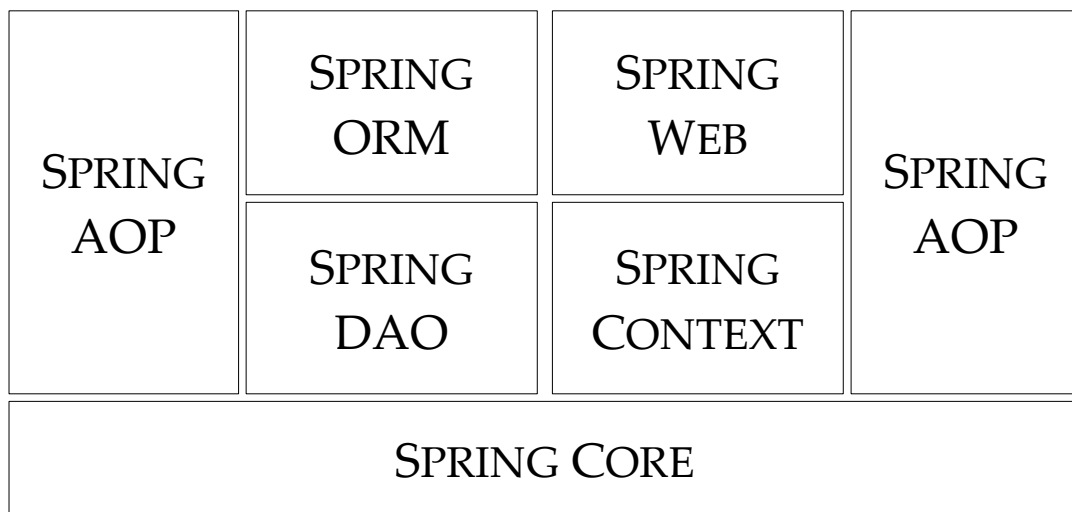 SPRING
AOP
SPRING
ORM
SPRING
WEB
SPRING
AOP
SPRING
DAO
SPRING
CONTEXT
SPRING CORE